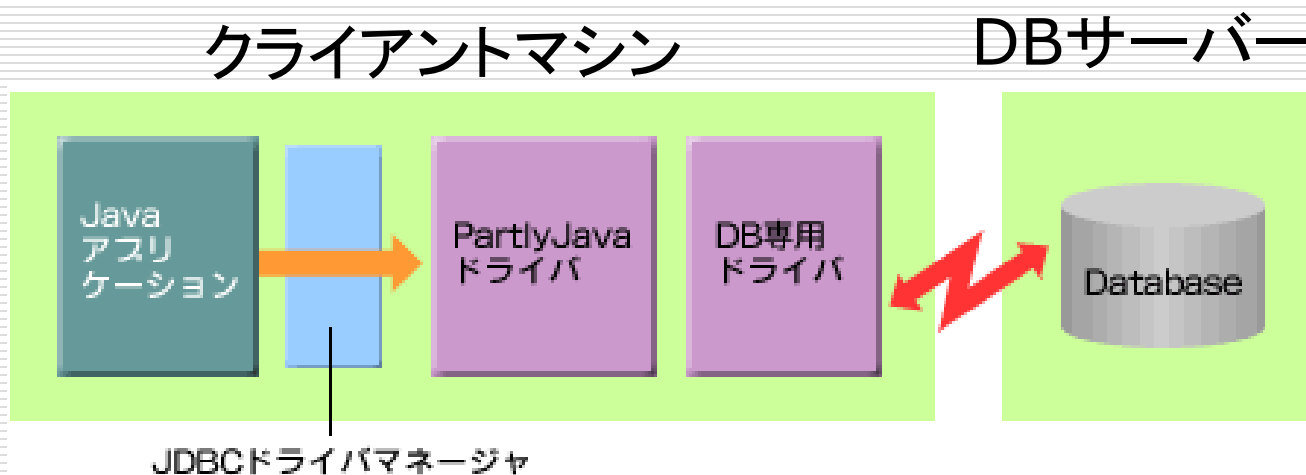 クライアントマシン
DBサーバー
Java
アプリ
ケーション
PartlyJava
ドライバ
DB専用
ドライバ
Database
JDBCドライバマネージャ